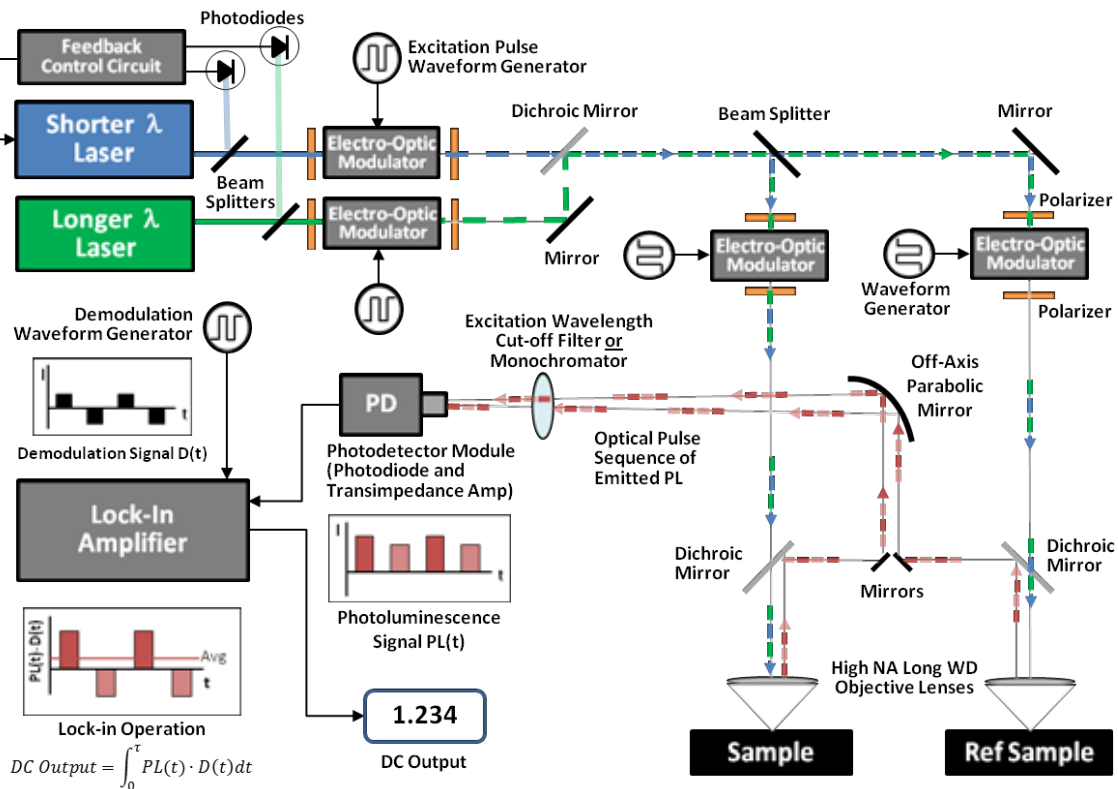 Photodiodes
Feedback
Control Circuit
Excitation Pulse
Waveform Generator
Shorter λ
Laser
Beam
Splitters
Electro-Optic
Modulator
Dichroic Mirror
Beam Splitter
Mirror
Longer λ
Laser
Electro-Optic
Modulator
Mirror
Polarizer
Electro-Optic
Modulator
Electro-Optic
Modulator
Waveform
Generator
Polarizer
Demodulation
Waveform Generator
I
t
Demodulation Signal D(t)
Excitation Wavelength
Cut-off Filter or
Monochromator
Off-Axis
Parabolic
Mirror
PD
Photodetector Module
(Photodiode and
Transimpedance Amp)
Optical Pulse
Sequence of
Emitted PL
Lock-In
Amplifier
I
t
Photoluminescence
Signal PL(t)
Dichroic
Mirror
Mirrors
Dichroic
Mirror
PL(t)·D(t)
Avg
t
Lock-in Operation
DC Output = ∫₀^τ PL(t) · D(t)dt
1.234
DC Output
High NA Long WD
Objective Lenses
Sample
Ref Sample